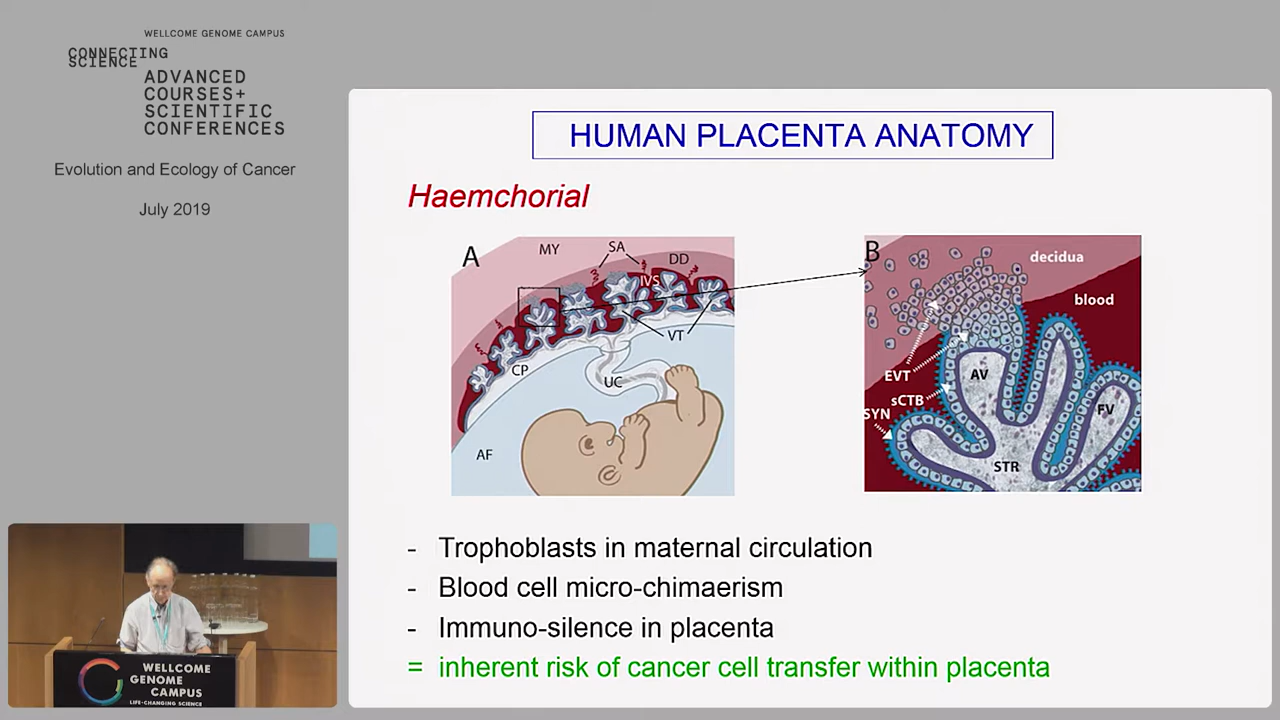 WELLCOME GENOME CAMPUS
CONNECTING
SCIENCE
ADVANCED
COURSES+
SCIENTIFIC
CONFERENCES
Evolution and Ecology of Cancer
July 2019
HUMAN PLACENTA ANATOMY
Haemchorial
A
MY
SA
DD
IVS
VT
CP
UC
AF
B
decidua
blood
EVT
AV
sCTB
SYN
FV
STR
- Trophoblasts in maternal circulation
- Blood cell micro-chimaerism
- Immuno-silence in placenta
= inherent risk of cancer cell transfer within placenta
WELLCOME
GENOME
CAMPUS
LIFE-CHANGING SCIENCE